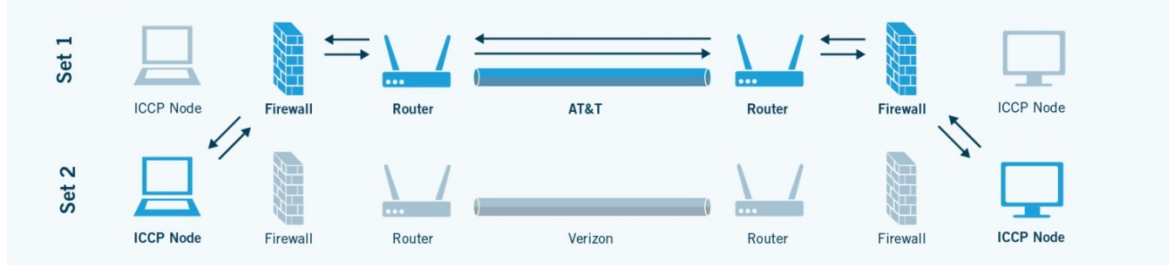 Set 1
ICCP Node
Firewall
Router
AT&T
Router
Firewall
ICCP Node
Set 2
ICCP Node
Firewall
Router
Verizon
Router
Firewall
ICCP Node